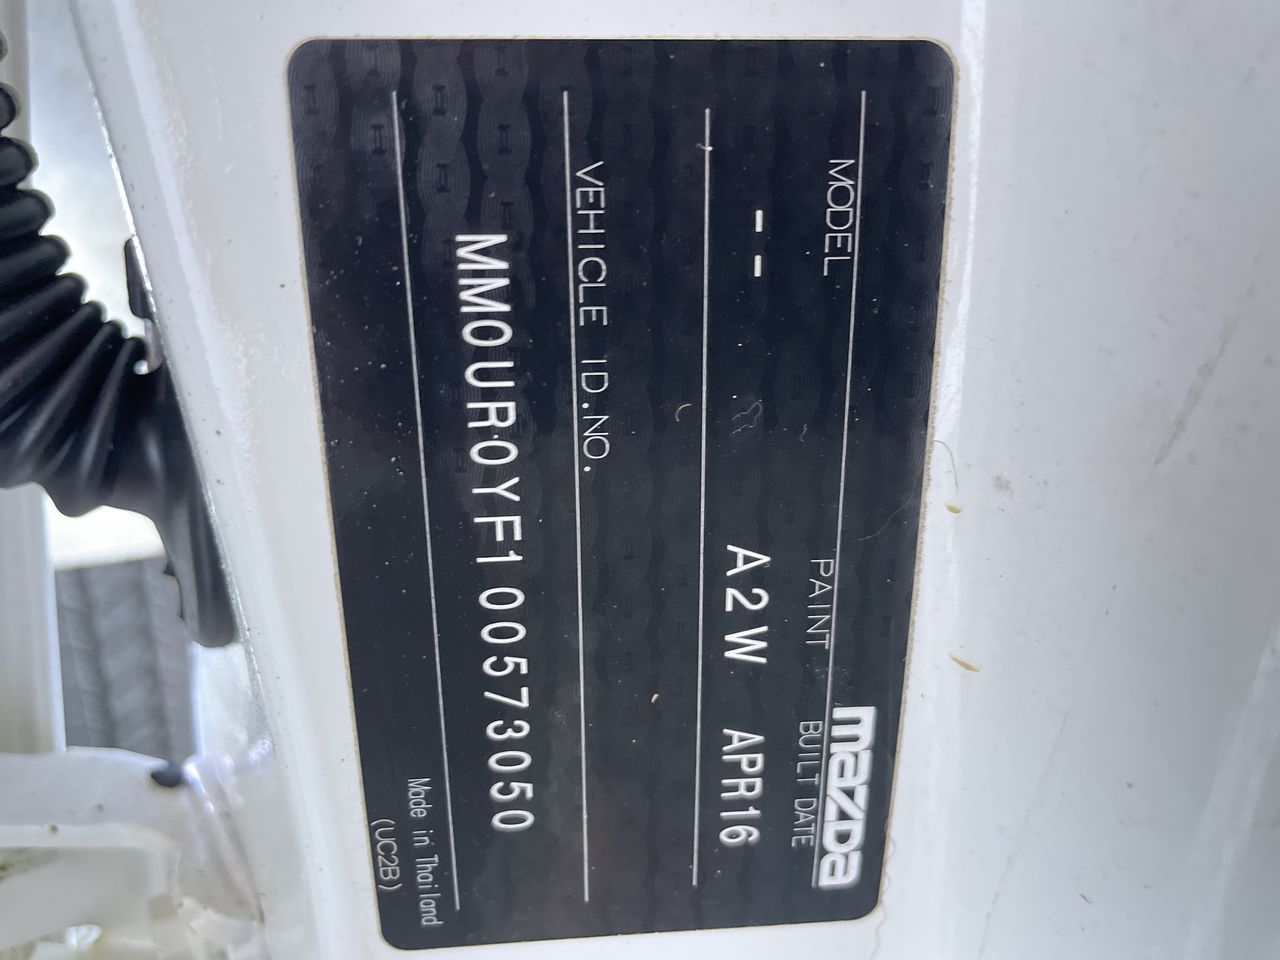 mazda
MODEL PAINT BUILT DATE
-- A2W APR16
VEHICLE ID.NO.
MM0UR0YF100573050
Made in Thailand
(UC2B)